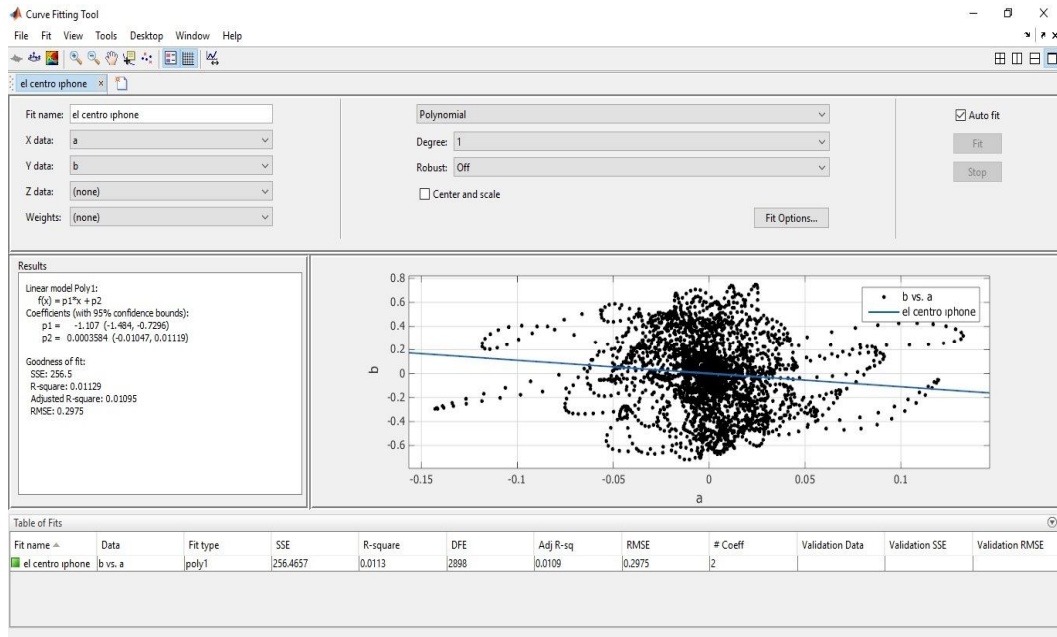 Curve Fitting Tool
File Fit View Tools Desktop Window Help
el centro ıphone
Fit name: el centro ıphone
X data: a
Y data: b
Z data: (none)
Weights: (none)
Polynomial
Degree: 1
Robust: Off
Center and scale
Fit Options...
Auto fit
Fit
Stop
Results
Linear model Poly1:
f(x) = p1*x + p2
Coefficients (with 95% confidence bounds):
p1 = -1.107 (-1.484, -0.7296)
p2 = 0.0003584 (-0.01047, 0.01119)
Goodness of fit:
SSE: 256.5
R-square: 0.01129
Adjusted R-square: 0.01095
RMSE: 0.2975
0.8
0.6
0.4
0.2
0
-0.2
-0.4
-0.6
b
-0.15 -0.1 -0.05 0 0.05 0.1
a
b vs. a
el centro ıphone
Table of Fits
Fit name Data Fit type SSE R-square DFE Adj R-sq RMSE # Coeff Validation Data Validation SSE Validation RMSE
el centro ıphone b vs. a poly1 256.4657 0.0113 2898 0.0109 0.2975 2